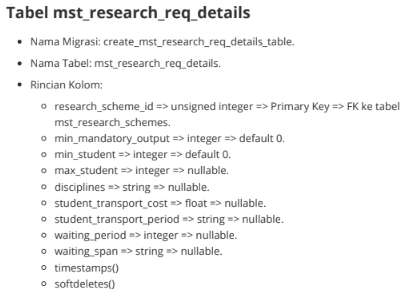 Tabel mst_research_req_details
• Nama Migrasi: create_mst_research_req_details_table.
• Nama Tabel: mst_research_req_details.
• Rincian Kolom:
◦ research_scheme_id => unsigned integer => Primary Key => FK ke tabel
mst_research_schemes.
◦ min_mandatory_output => integer => default 0.
◦ min_student => integer => default 0.
◦ max_student => integer => nullable.
◦ disciplines => string => nullable.
◦ student_transport_cost => float => nullable.
◦ student_transport_period => string => nullable.
◦ waiting_period => integer => nullable.
◦ waiting_span => string => nullable.
◦ timestamps()
◦ softdeletes()